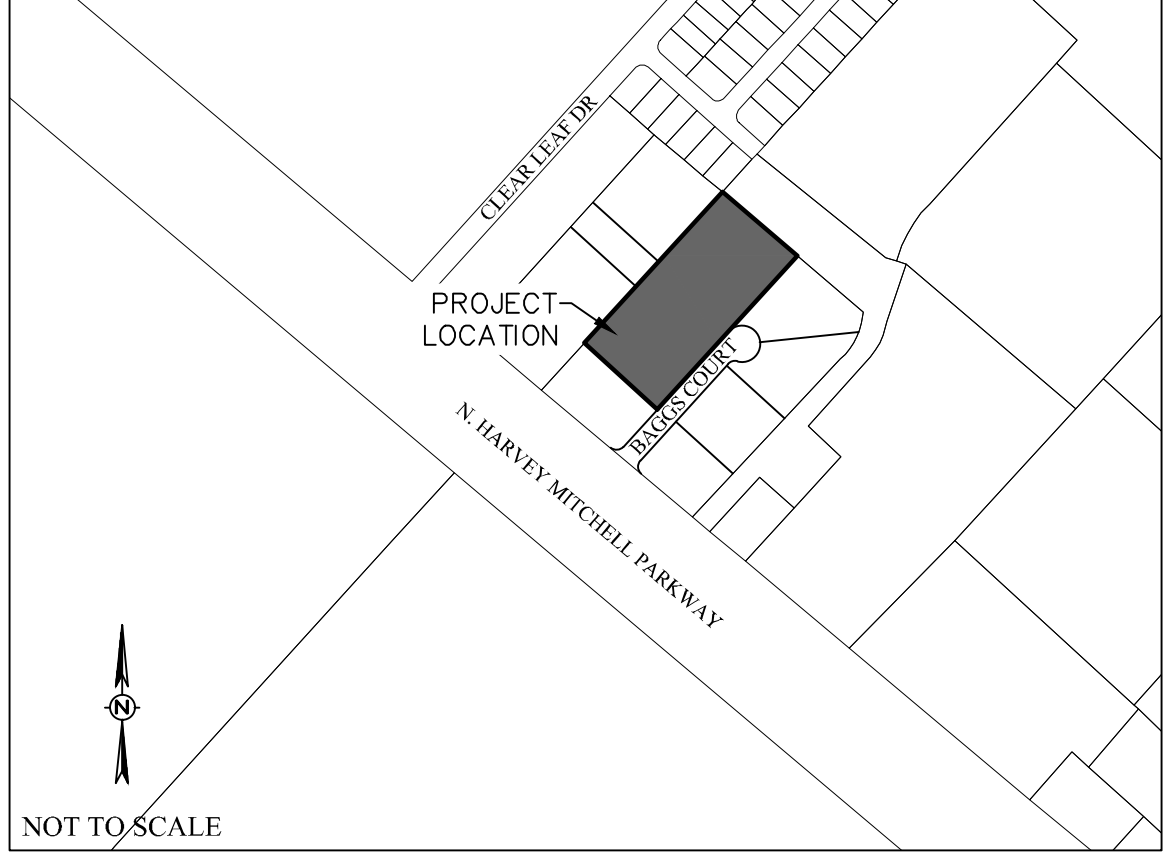 CLEAR LEAF DR
PROJECT
LOCATION
BAGGS COURT
N. HARVEY MITCHELL PARKWAY
N
NOT TO SCALE